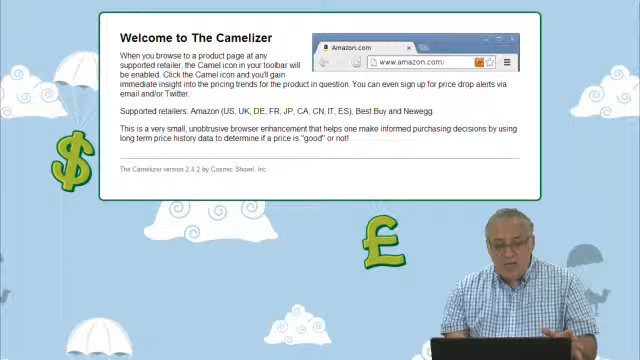 Welcome to The Camelizer
Amazon.com
www.amazon.com/
When you browse to a product page at any
supported retailer, the Camel icon in your toolbar will
be enabled. Click the Camel icon and you'll gain
immediate insight into the pricing trends for the product in question. You can even sign up for price drop alerts via
email and/or Twitter.
Supported retailers: Amazon (US, UK, DE, FR, JP, CA, CN, IT, ES), Best Buy and Newegg.
This is a very small, unobtrusive browser enhancement that helps one make informed purchasing decisions by using
long term price history data to determine if a price is "good" or not!
The Camelizer version 2.4.2 by Cosmic Shovel, Inc
$
£